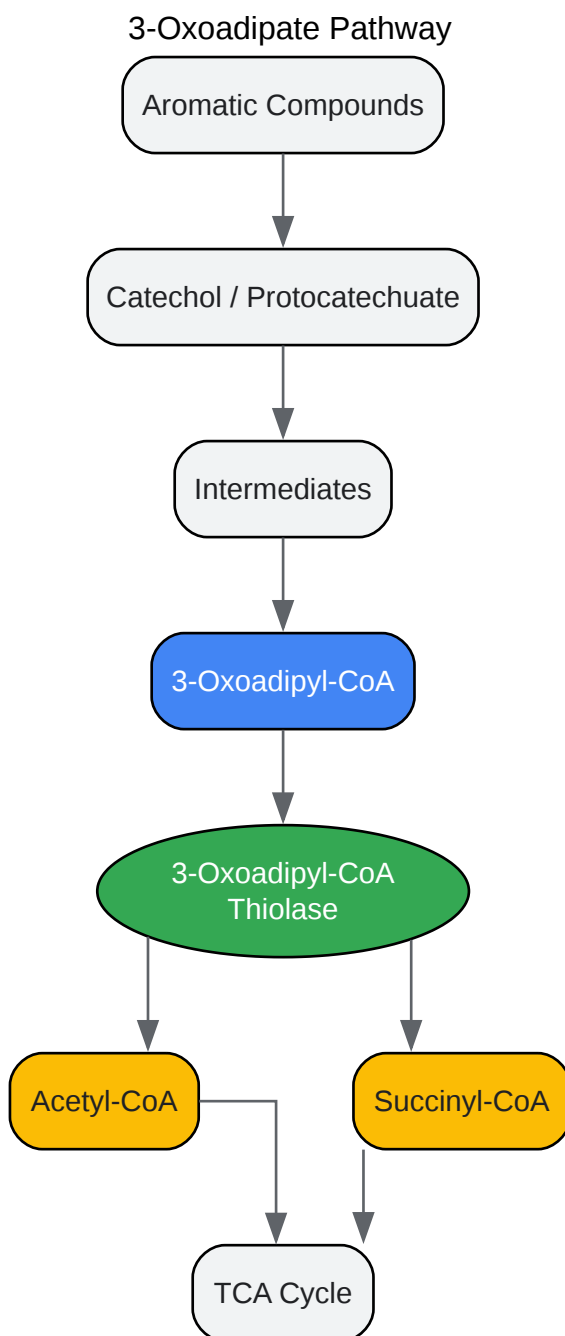 3-Oxoadipate Pathway
Aromatic Compounds
Catechol / Protocatechuate
Intermediates
3-Oxoadipyl-CoA
3-Oxoadipyl-CoA
Thiolase
Acetyl-CoA
Succinyl-CoA
TCA Cycle